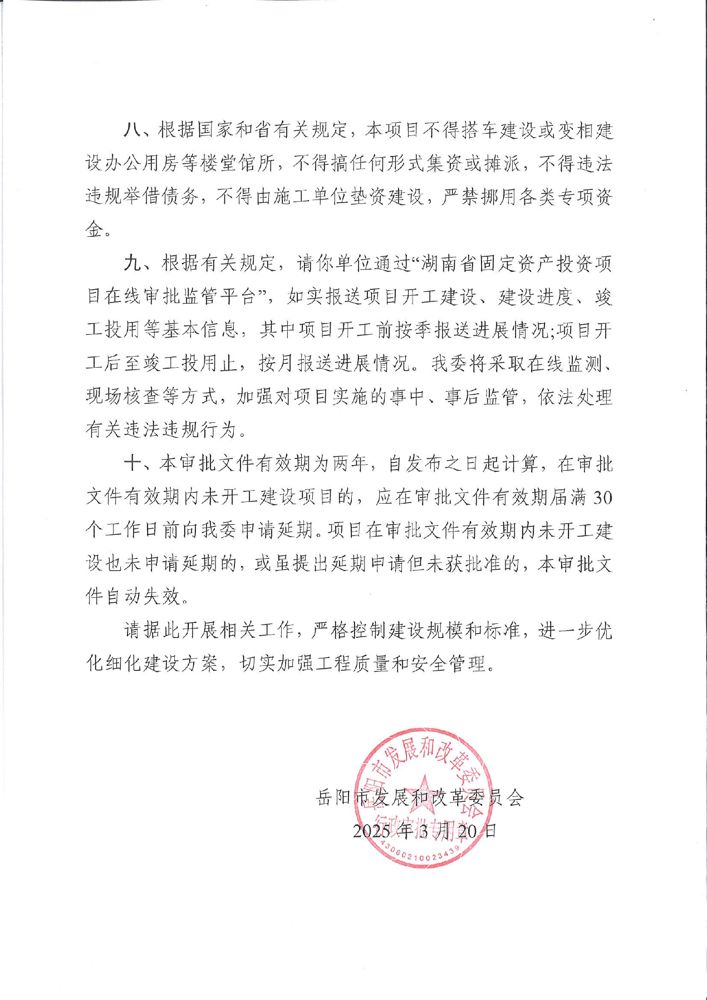 八、根据国家和省有关规定，本项目不得搭车建设或变相建
设办公用房等楼堂馆所，不得搞任何形式集资或摊派，不得违法
违规举借债务，不得由施工单位垫资建设，严禁挪用各类专项资
金。
九、根据有关规定，请你单位通过“湖南省固定资产投资项
目在线审批监管平台”，如实报送项目开工建设、建设进度、竣
工投用等基本信息，其中项目开工前按季报送进展情况;项目开
工后至竣工投用止，按月报送进展情况。我委将采取在线监测、
现场核查等方式，加强对项目实施的事中、事后监管，依法处理
有关违法违规行为。
十、本审批文件有效期为两年，自发布之日起计算，在审批
文件有效期内未开工建设项目的，应在审批文件有效期届满 30
个工作日前向我委申请延期。项目在审批文件有效期内未开工建
设也未申请延期的，或虽提出延期申请但未获批准的，本审批文
件自动失效。
请据此开展相关工作，严格控制建设规模和标准，进一步优
化细化建设方案，切实加强工程质量和安全管理。
岳阳市发展和改革委员会
2025 年 3 月 20 日
岳阳市发展和改革委员会
行政审批专用章
43060210023439